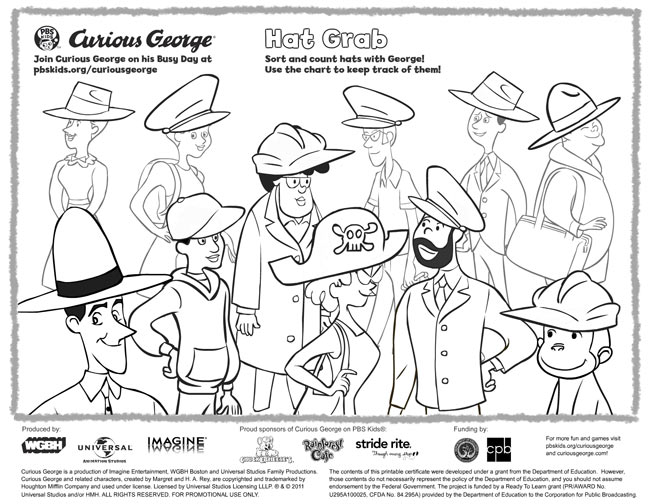 PBS KIDS Curious George®
Join Curious George on his Busy Day at
pbskids.org/curiousgeorge
Hat Grab
Sort and count hats with George!
Use the chart to keep track of them!
Produced by:
WGBH
UNIVERSAL
ANIMATION STUDIOS
IMAGINE
Proud sponsors of Curious George on PBS Kids®:
CHUCK E. CHEESE'S
Rainforest
Cafe
stride rite.
Funding by:
cpb
For more fun and games visit
pbskids.org/curiousgeorge
and curiousgeorge.com!
Curious George is a production of Imagine Entertainment, WGBH Boston and Universal Studios Family Productions.
Curious George and related characters, created by Margret and H. A. Rey, are copyrighted and trademarked by
Houghton Mifflin Company and used under license. Licensed by Universal Studios Licensing LLLP. © & © 2011
Universal Studios and/or HMH. ALL RIGHTS RESERVED. FOR PROMOTIONAL USE ONLY.
The contents of this printable certificate were developed under a grant from the Department of Education. However,
those contents do not necessarily represent the policy of the Department of Education, and you should not assume
endorsement by the Federal Government. The project is funded by a Ready To Learn grant (PR/AWARD No.
U295A100025, CFDA No. 84.295A) provided by the Department of Education to the Corporation for Public Broadcasting.